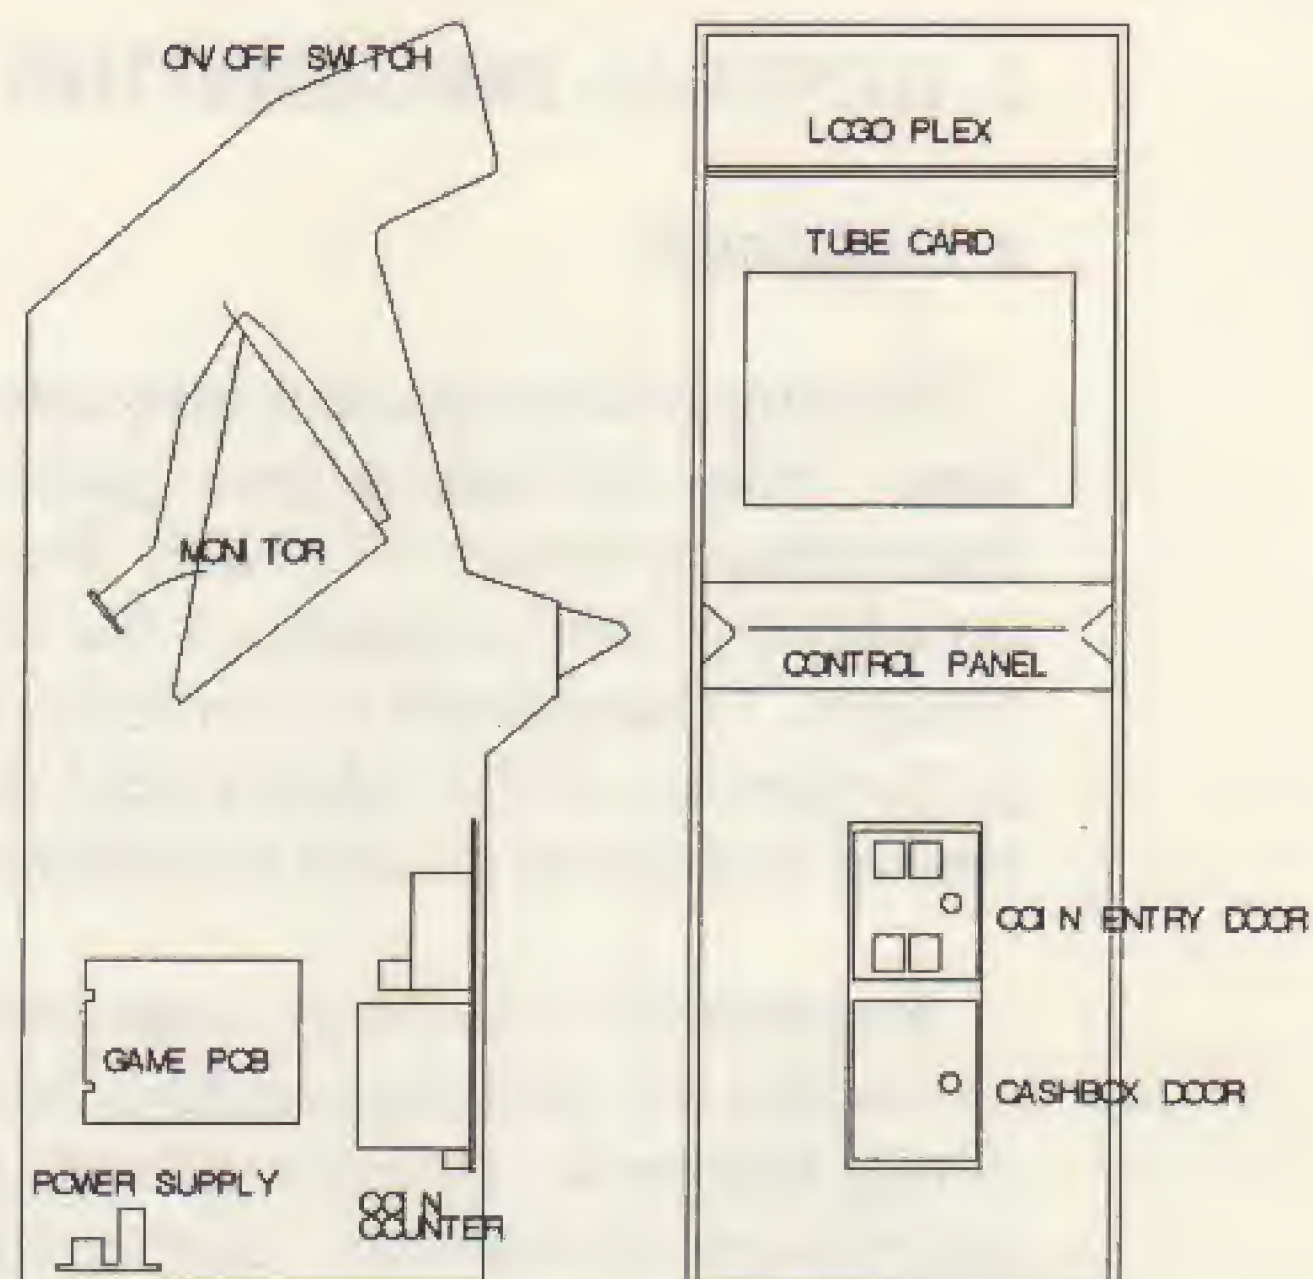 ON/OFF SWITCH
LOGO PLEX
TUBE CARD
MONITOR
CONTROL PANEL
COIN ENTRY DOOR
GAME PCB
CASHBOX DOOR
POWER SUPPLY
COIN
COUNTER